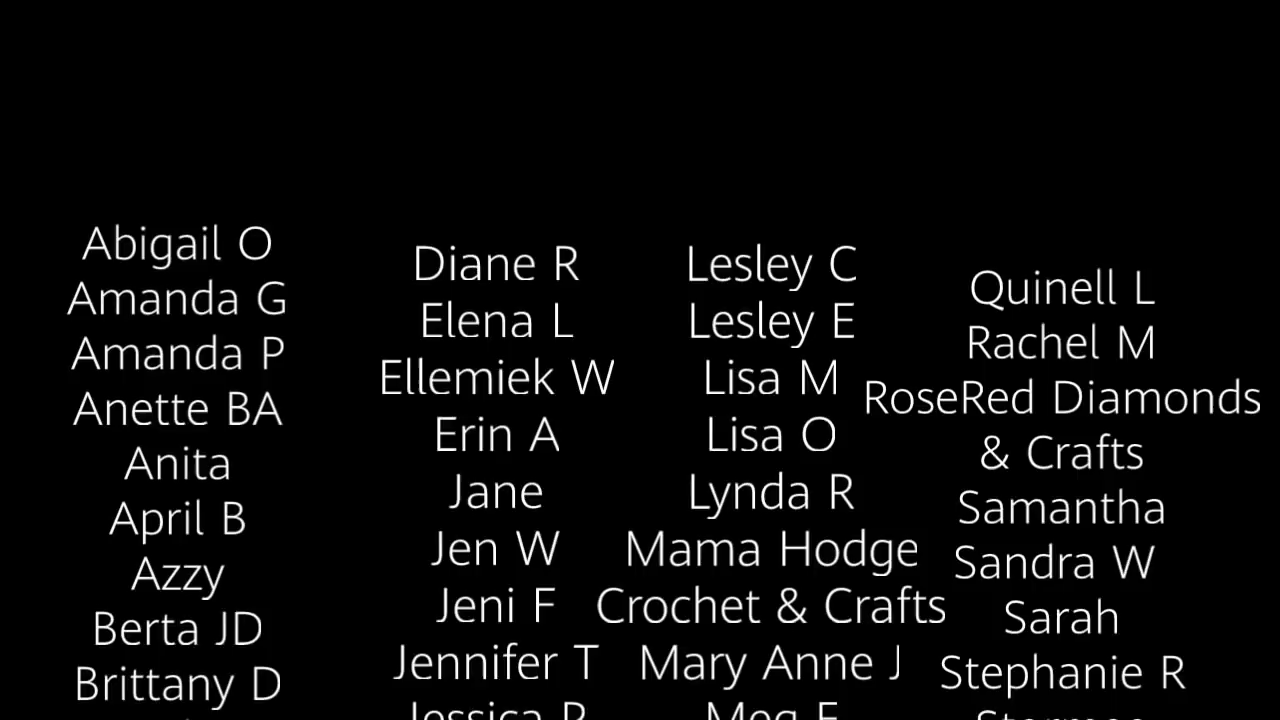 Abigail O
Amanda G
Amanda P
Anette BA
Anita
April B
Azzy
Berta JD
Brittany D
Diane R
Elena L
Ellemiek W
Erin A
Jane
Jen W
Jeni F
Jennifer T
Lesley C
Lesley E
Lisa M
Lisa O
Lynda R
Mama Hodge
Crochet & Crafts
Mary Anne J
Quinell L
Rachel M
RoseRed Diamonds
& Crafts
Samantha
Sandra W
Sarah
Stephanie R